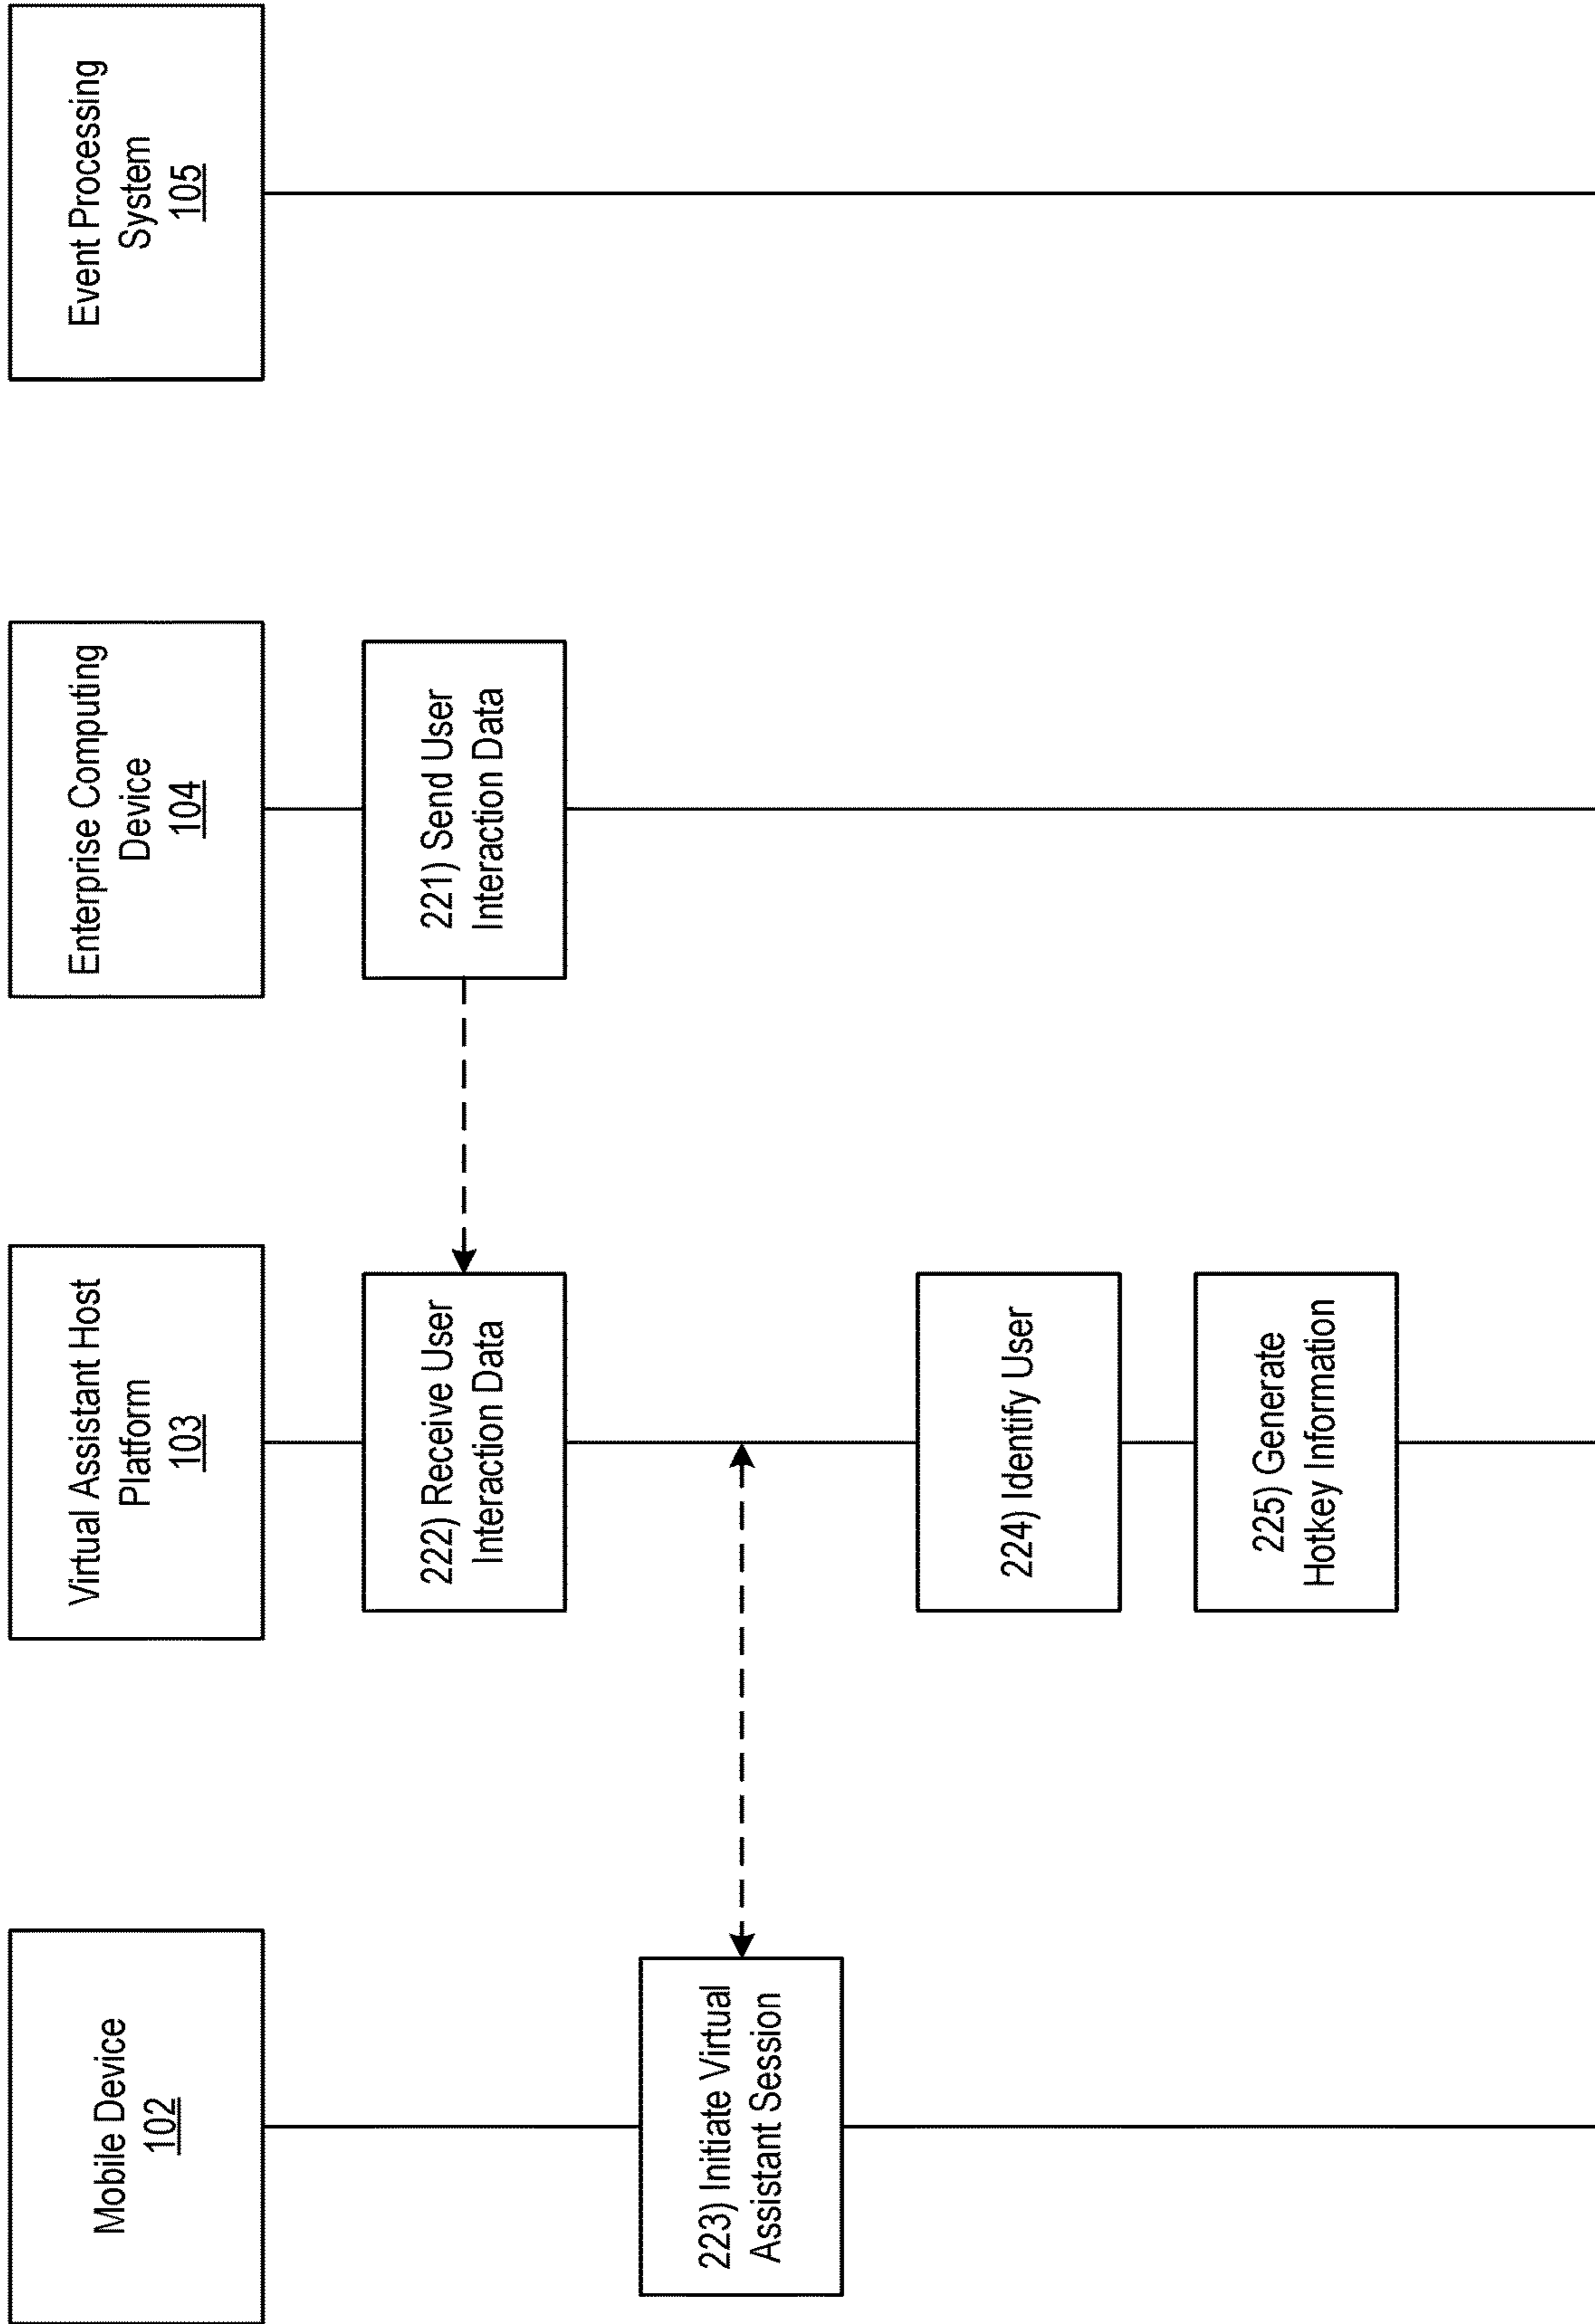 Mobile Device
102
Virtual Assistant Host
Platform
103
Enterprise Computing
Device
104
Event Processing
System
105
221) Send User
Interaction Data
222) Receive User
Interaction Data
223) Initiate Virtual
Assistant Session
224) Identify User
225) Generate
Hotkey Information